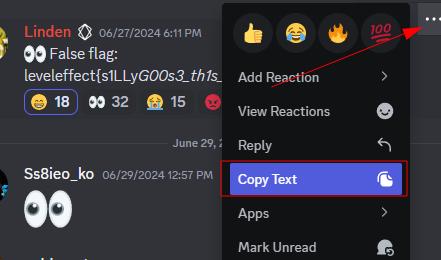 Linden 06/27/2024 6:11 PM
👀 False flag:
leveleffect{s1LLyG00s3_th1s_
😁 18 👀 32 😭 15 😡
June 29,
Ss8ieo_ko 06/29/2024 12:57 PM
👀
👍 😂 🔥 💯
Add Reaction
View Reactions
Reply
Copy Text
Apps
Mark Unread